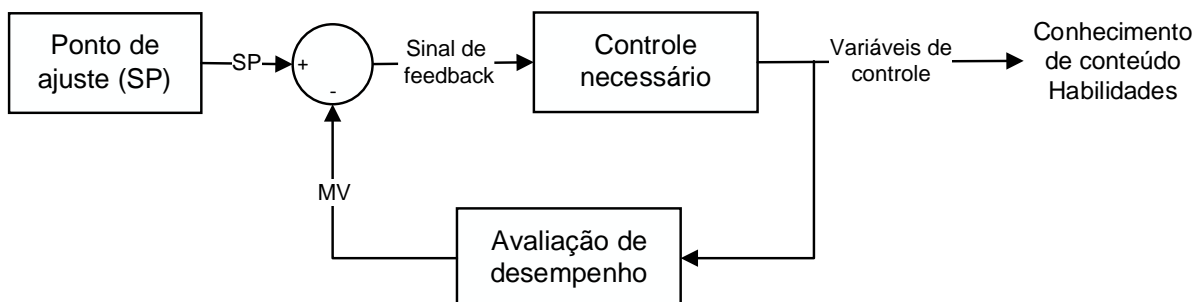 Ponto de
ajuste (SP)
SP
+
-
Sinal de
feedback
Controle
necessário
Variáveis de
controle
Conhecimento
de conteúdo
Habilidades
MV
Avaliação de
desempenho